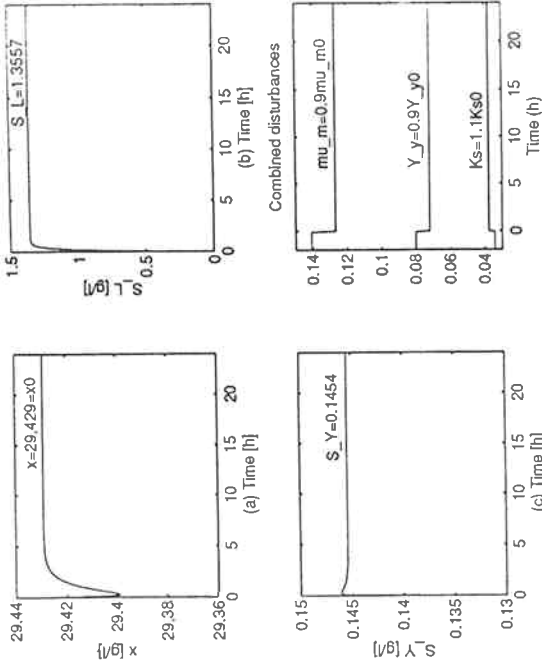 29.44
29.42
29.4
29,38
29.36
x [g/l]
x=29,429=x0
0
5
10
15
20
(a) Time [h]
1.5
1
0.5
0
S_L [g/l]
S_L=1.3557
0
5
10
15
20
(b) Time [h]
0.15
0.145
0.14
0.135
0.13
S_Y [g/l]
S_Y=0.1454
0
5
10
15
20
(c) Time [h]
Combined disturbances
0.14
0.12
0.1
0.08
0.06
0.04
mu_m=0,9mu_m0
Y_y=0.9Y_y0
Ks=1.1Ks0
0
5
10
15
20
Time (h)